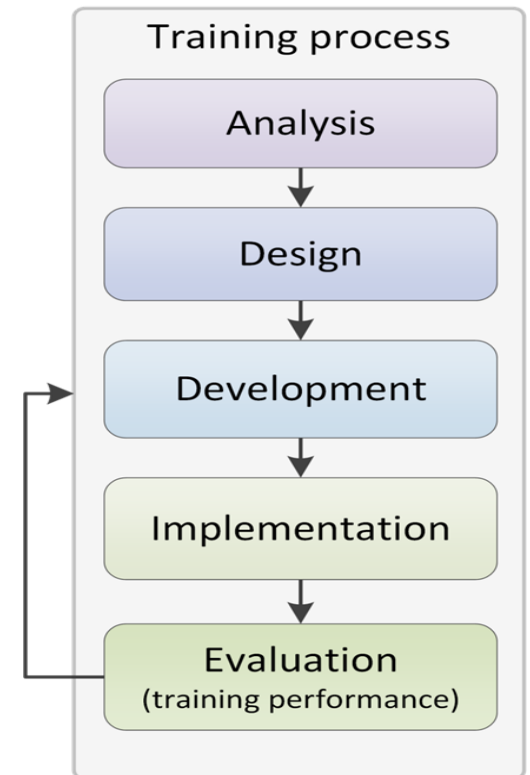 Training process
Analysis
Design
Development
Implementation
Evaluation
(training performance)